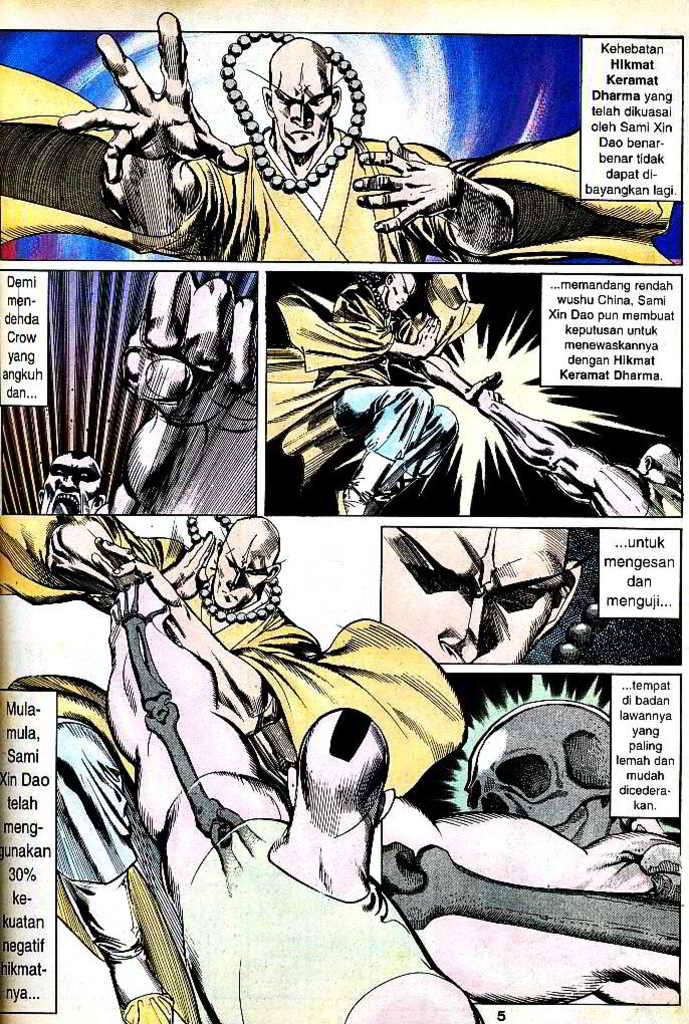 Kehebatan
Hikmat
Keramat
Dharma yang
telah dikuasai
oleh Sami Xin
Dao benar-
benar tidak
dapat di-
bayangkan lagi.
Demi
men-
denda
Crow
yang
angkuh
dan...
...memandang rendah
wushu China, Sami
Xin Dao pun membuat
keputusan untuk
menewaskannya
dengan Hikmat
Keramat Dharma.
...untuk
mengesan
dan
menguji...
Mula-
mula,
Sami
Xin Dao
telah
meng-
gunakan
30%
ke-
kuatan
negatif
hikmat-
nya...
...tempat
di badan
lawannya
yang
paling
lemah dan
mudah
dicedera-
kan.
5